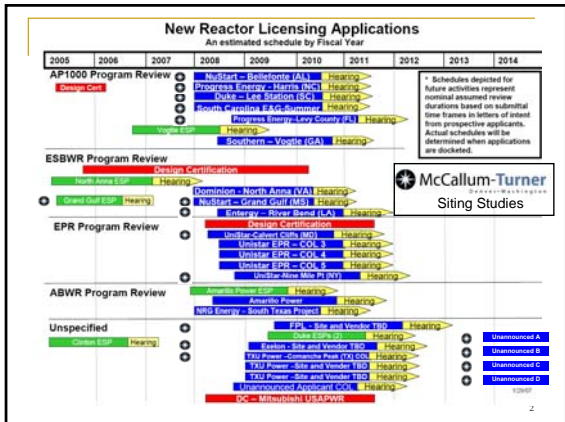 New Reactor Licensing Applications
An estimated schedule by Fiscal Year
2005 2006 2007 2008 2009 2010 2011 2012 2013 2014
AP1000 Program Review
NuStart – Bellefonte (AL) Hearing
Design Cert
Progress Energy - Harris (NC) Hearing
Duke – Lee Station (SC) Hearing
South Carolina E&G-Summer Hearing
Progress Energy-Levy County (FL) Hearing
Vogtle ESP Hearing
Southern – Vogtle (GA) Hearing
* Schedules depicted for
future activities represent
nominal assumed review
durations based on submittal
time frames in letters of intent
from prospective applicants.
Actual schedules will be
determined when applications
are docketed.
ESBWR Program Review
Design Certification
North Anna ESP Hearing
Dominion - North Anna (VA) Hearing
Grand Gulf ESP Hearing
NuStart – Grand Gulf (MS) Hearing
Entergy – River Bend (LA) Hearing
McCallum-Turner
Denver-Washington
Siting Studies
EPR Program Review
Design Certification
UniStar-Calvert Cliffs (MD) Hearing
Unistar EPR – COL 3 Hearing
Unistar EPR – COL 4 Hearing
Unistar EPR – COL 5 Hearing
UniStar-Nine Mile Pt (NY) Hearing
ABWR Program Review
Amarillo Power ESP Hearing
Amarillo Power Hearing
NRG Energy – South Texas Project Hearing
Unspecified
FPL - Site and Vendor TBD Hearing
Duke ESPs (2) Hearing
Clinton ESP Hearing
Exelon - Site and Vendor TBD Hearing
TXU Power –Comanche Peak (TX) COL Hearing
TXU Power –Site and Vender TBD Hearing
TXU Power –Site and Vender TBD Hearing
Unannounced Applicant COL Hearing
DC – Mitsubishi USAPWR
Unannounced A
Unannounced B
Unannounced C
Unannounced D
1/29/07
2